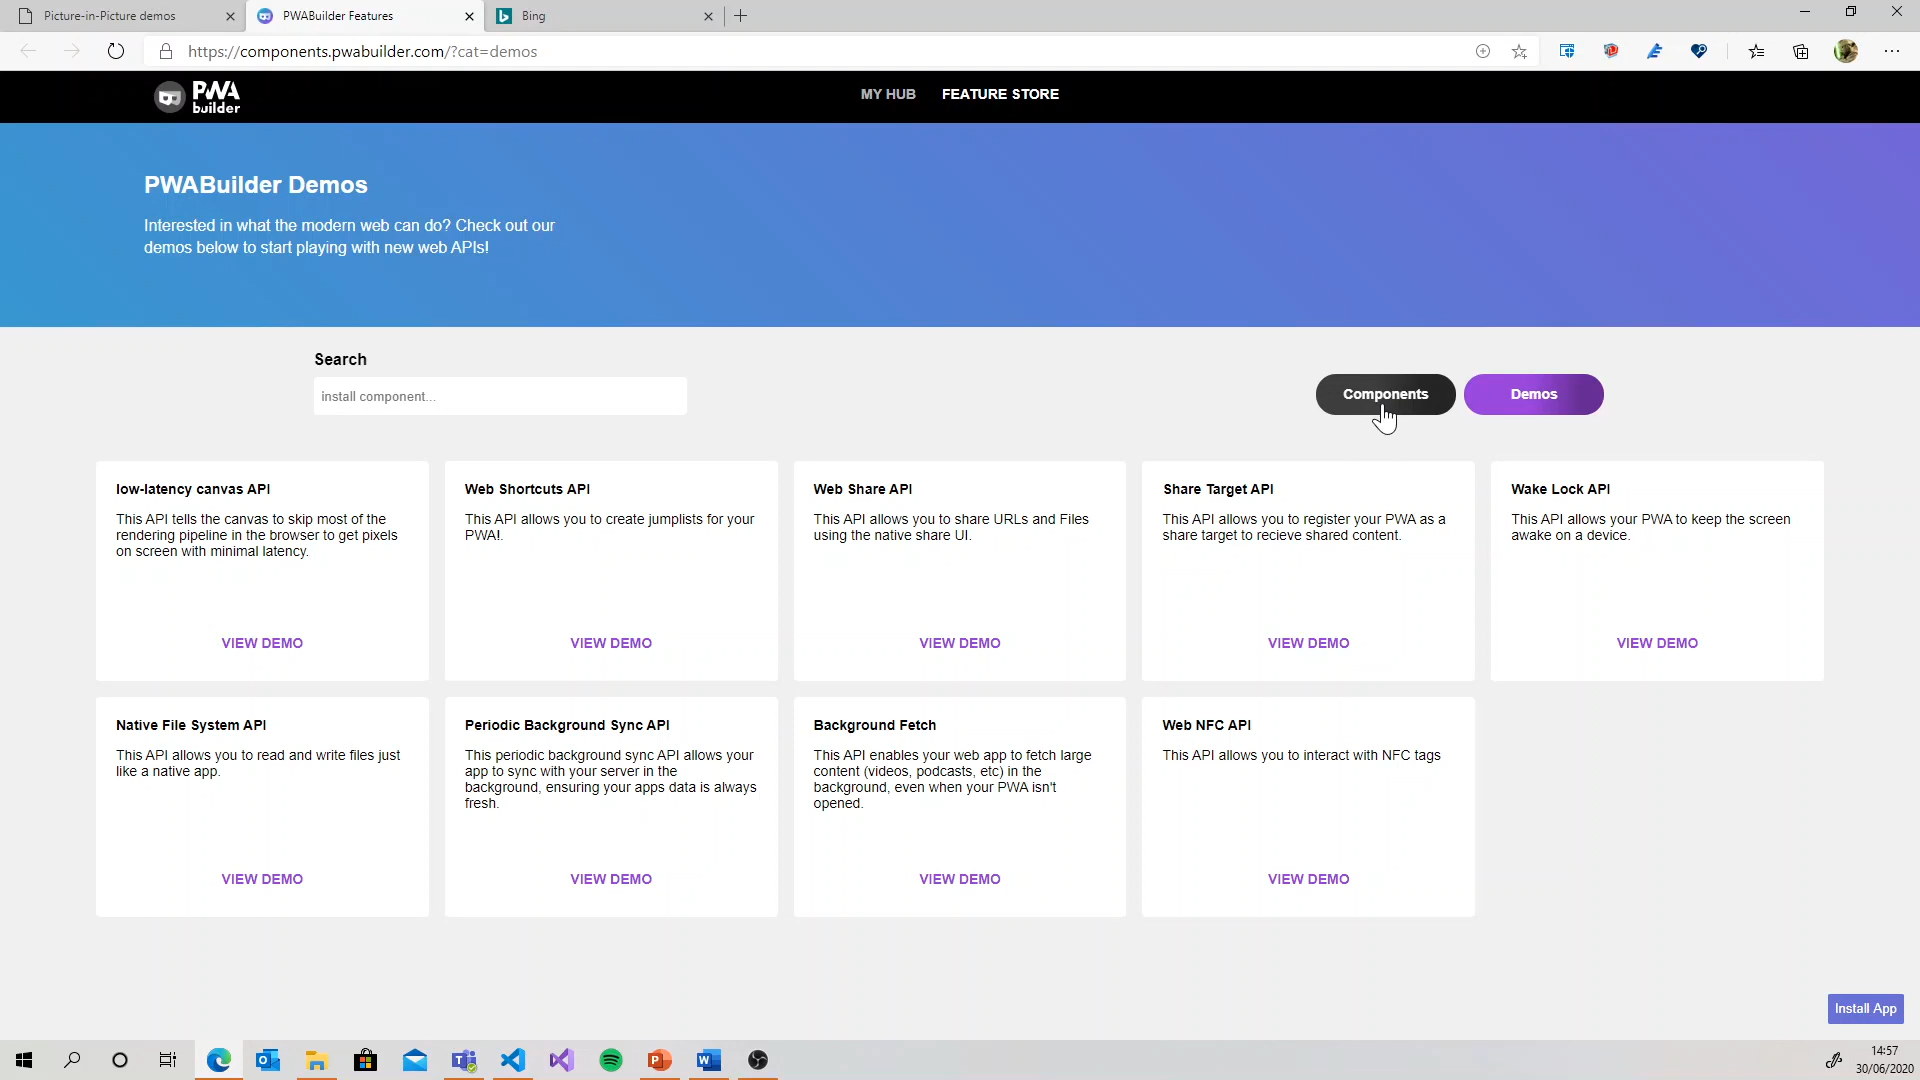 Picture-in-Picture demos
PWABuilder Features
Bing
https://components.pwabuilder.com/?cat=demos
PWA
builder
MY HUB
FEATURE STORE
PWABuilder Demos
Interested in what the modern web can do? Check out our
demos below to start playing with new web APIs!
Search
install component...
Components
Demos
low-latency canvas API
This API tells the canvas to skip most of the
rendering pipeline in the browser to get pixels
on screen with minimal latency.
VIEW DEMO
Web Shortcuts API
This API allows you to create jumplists for your
PWA!.
VIEW DEMO
Web Share API
This API allows you to share URLs and Files
using the native share UI.
VIEW DEMO
Share Target API
This API allows you to register your PWA as a
share target to recieve shared content.
VIEW DEMO
Wake Lock API
This API allows your PWA to keep the screen
awake on a device.
VIEW DEMO
Native File System API
This API allows you to read and write files just
like a native app.
VIEW DEMO
Periodic Background Sync API
This periodic background sync API allows your
app to sync with your server in the
background, ensuring your apps data is always
fresh.
VIEW DEMO
Background Fetch
This API enables your web app to fetch large
content (videos, podcasts, etc) in the
background, even when your PWA isn't
opened.
VIEW DEMO
Web NFC API
This API allows you to interact with NFC tags
VIEW DEMO
Install App
14:57
30/06/2020